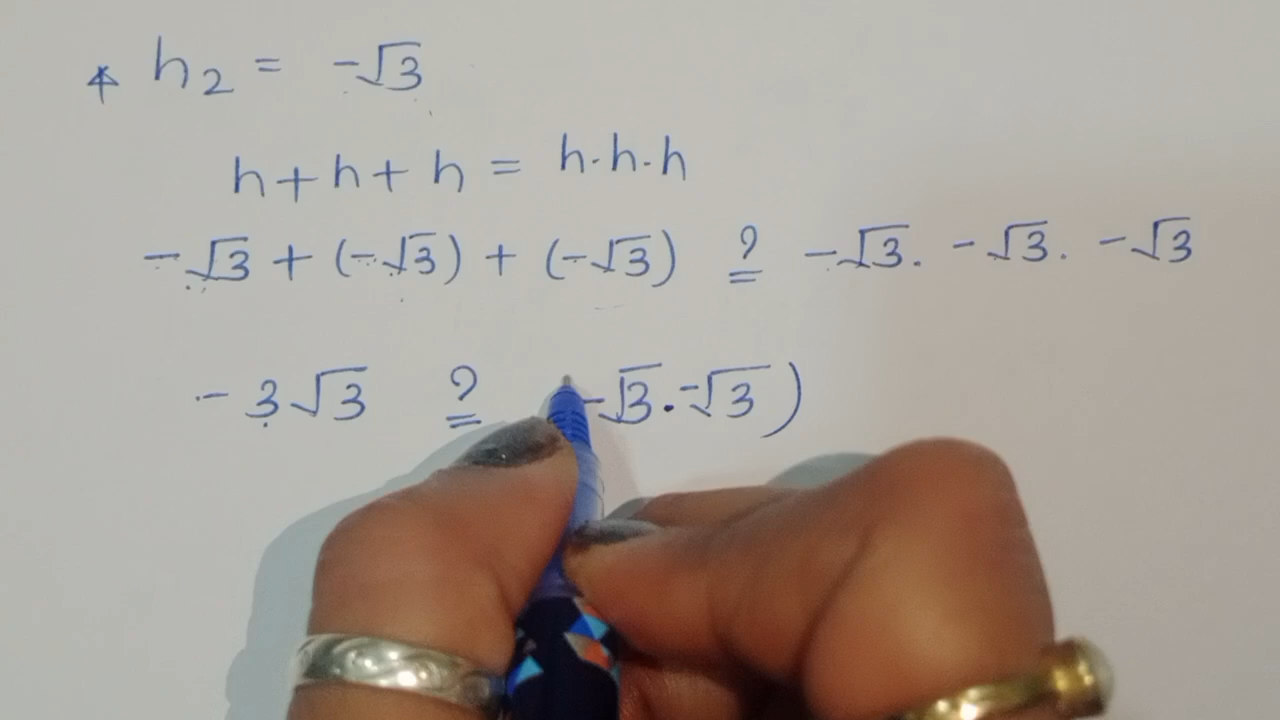 * h₂ = -√3
h + h + h = h·h·h
-√3 + (-√3) + (-√3) ≟ -√3. -√3. -√3
-3√3 ≟ -√3.-√3)